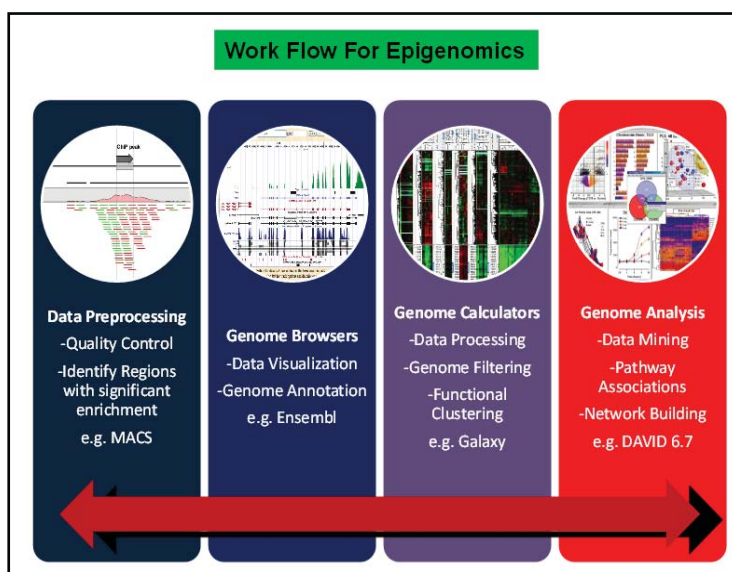 Work Flow For Epigenomics
ChIP peak
Data Preprocessing
-Quality Control
-Identify Regions
with significant
enrichment
e.g. MACS
Genome Browsers
-Data Visualization
-Genome Annotation
e.g. Ensembl
Genome Calculators
-Data Processing
-Genome Filtering
-Functional
Clustering
e.g. Galaxy
Genome Analysis
-Data Mining
-Pathway
Associations
-Network Building
e.g. DAVID 6.7